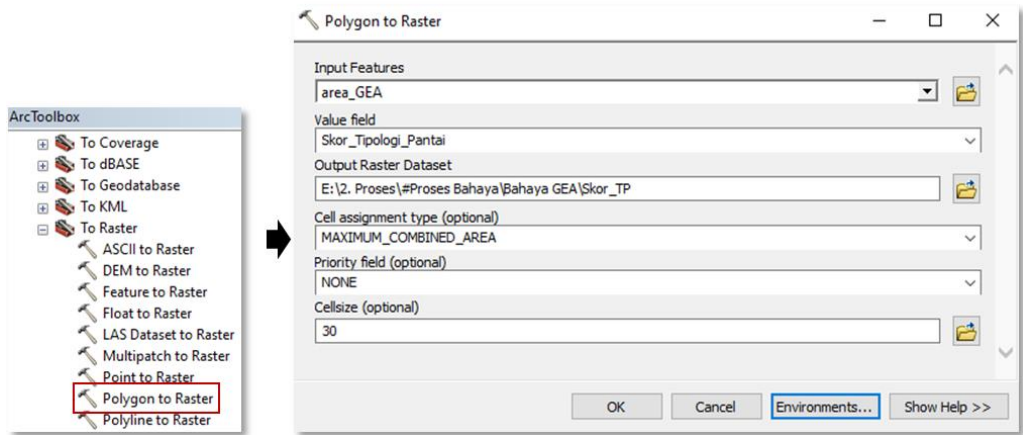 ArcToolbox
To Coverage
To dBASE
To Geodatabase
To KML
To Raster
ASCII to Raster
DEM to Raster
Feature to Raster
Float to Raster
LAS Dataset to Raster
Multipatch to Raster
Point to Raster
Polygon to Raster
Polyline to Raster
Polygon to Raster
Input Features
area_GEA
Value field
Skor_Tipologi_Pantai
Output Raster Dataset
E:\2. Proses\#Proses Bahaya\Bahaya GEA\Skor_TP
Cell assignment type (optional)
MAXIMUM_COMBINED_AREA
Priority field (optional)
NONE
Cellsize (optional)
30
OK Cancel Environments... Show Help >>